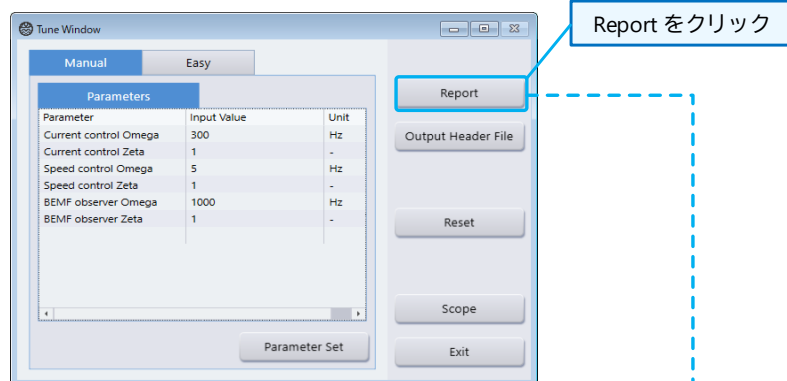 Tune Window
Report をクリック
Manual Easy
Parameters
Parameter Input Value Unit
Current control Omega 300 Hz
Current control Zeta 1 -
Speed control Omega 5 Hz
Speed control Zeta 1 -
BEMF observer Omega 1000 Hz
BEMF observer Zeta 1 -
Parameter Set
Report
Output Header File
Reset
Scope
Exit